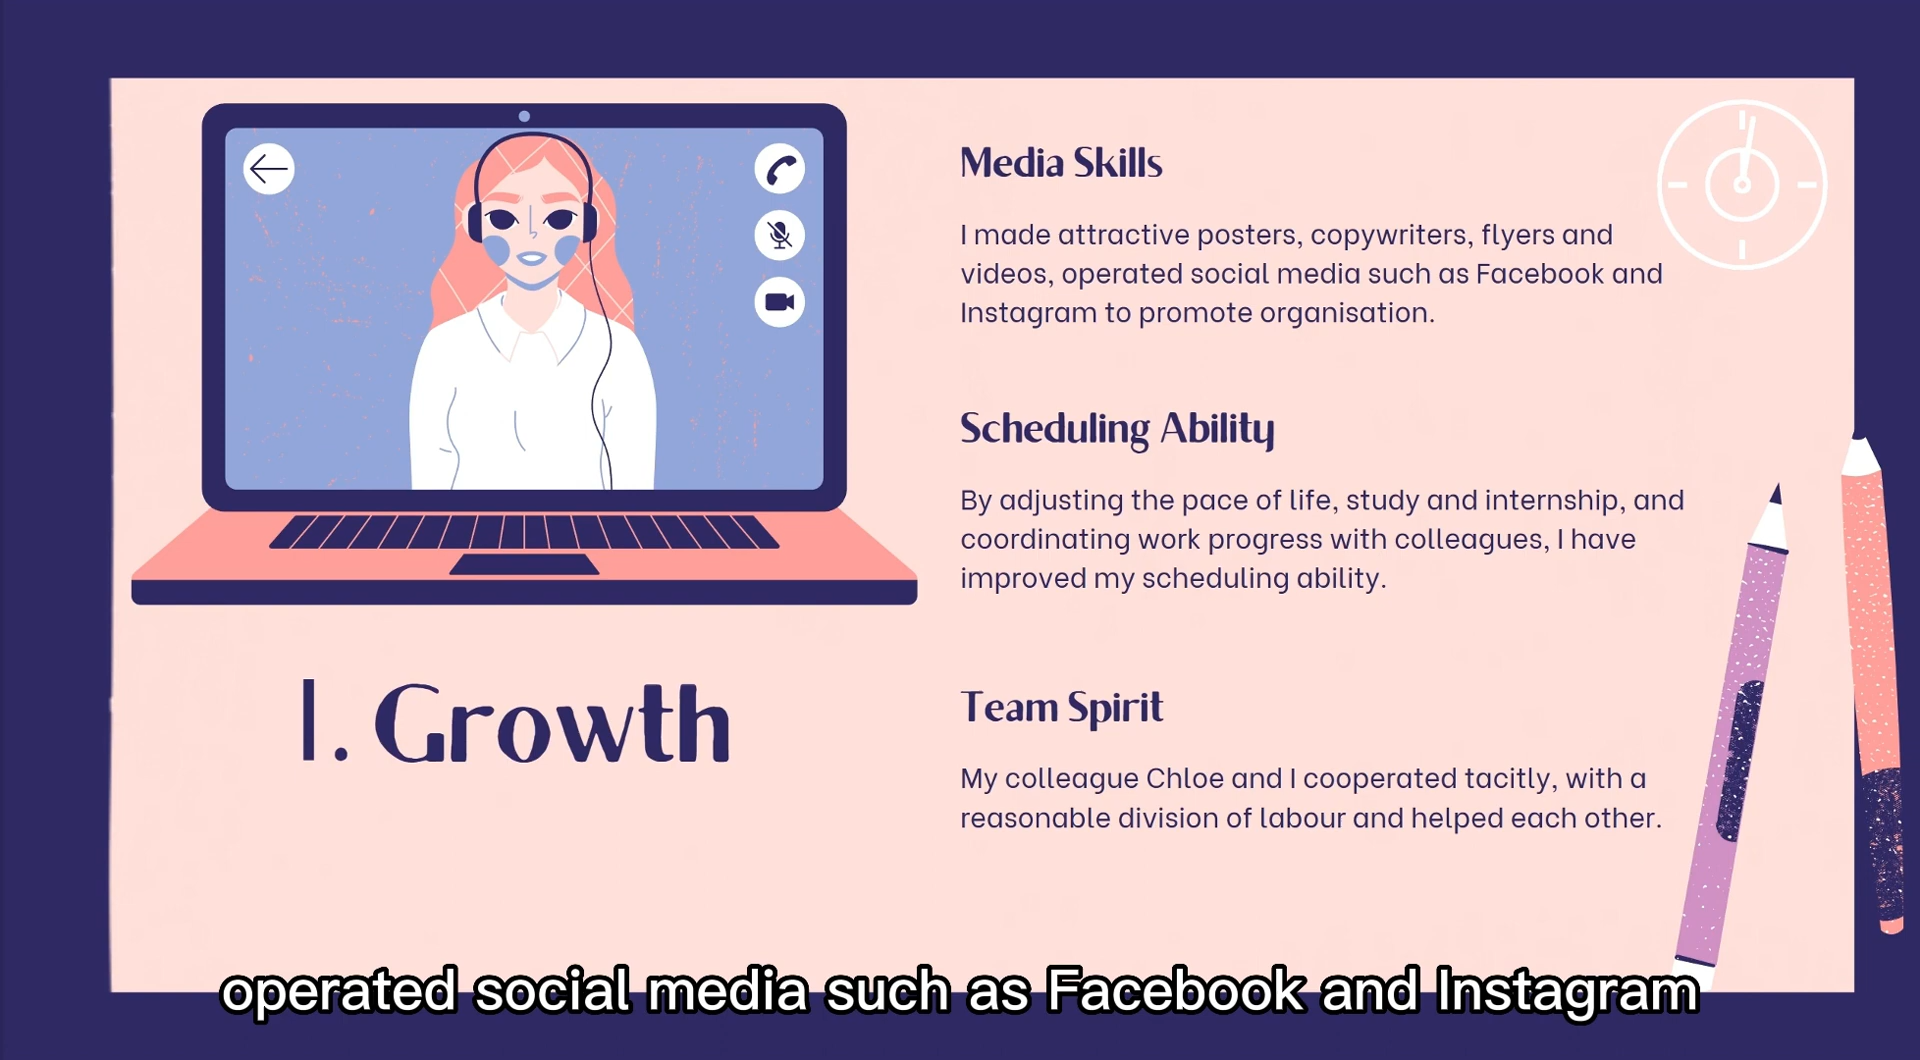 Media Skills
I made attractive posters, copywriters, flyers and
videos, operated social media such as Facebook and
Instagram to promote organisation.
Scheduling Ability
By adjusting the pace of life, study and internship, and
coordinating work progress with colleagues, I have
improved my scheduling ability.
1. Growth
Team Spirit
My colleague Chloe and I cooperated tacitly, with a
reasonable division of labour and helped each other.
operated social media such as Facebook and Instagram